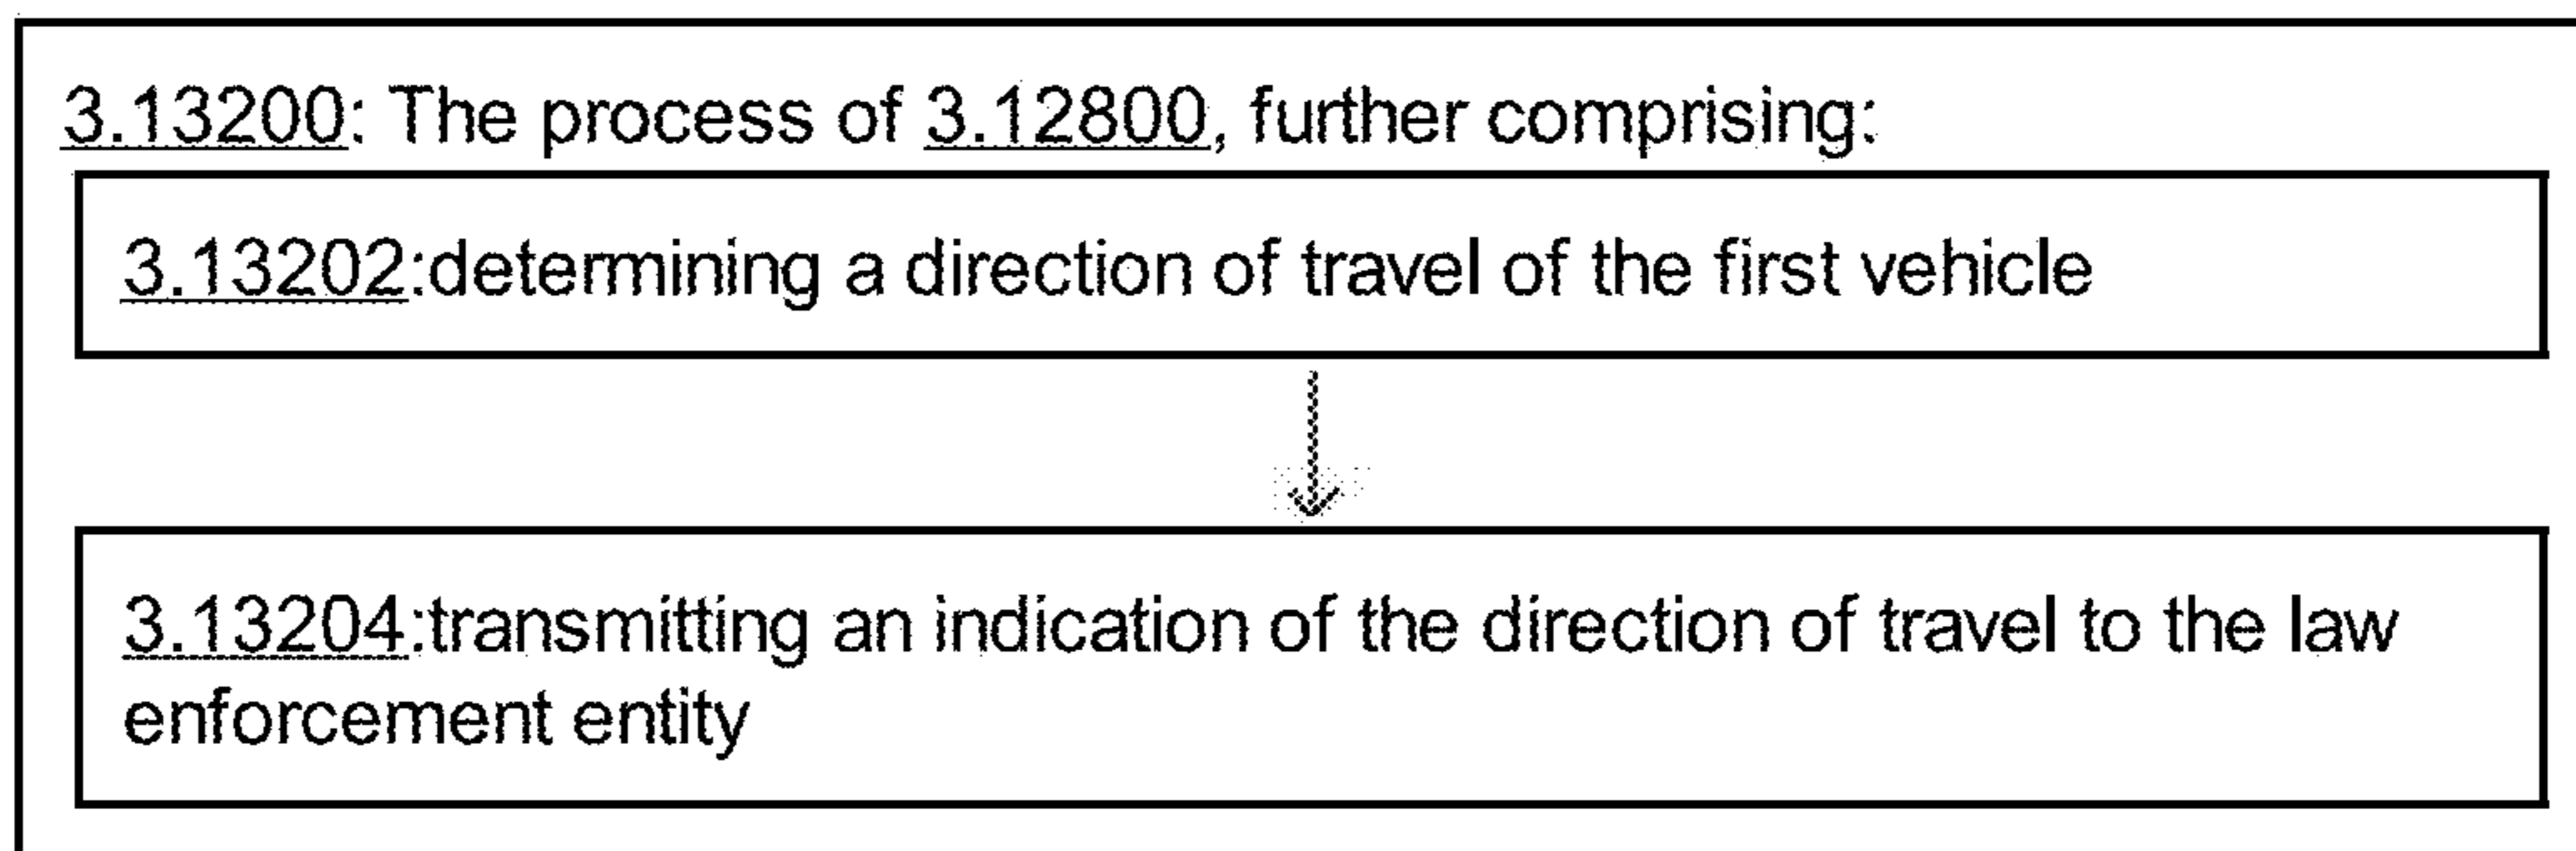 3.13200: The process of 3.12800, further comprising:
3.13202:determining a direction of travel of the first vehicle
3.13204:transmitting an indication of the direction of travel to the law
enforcement entity